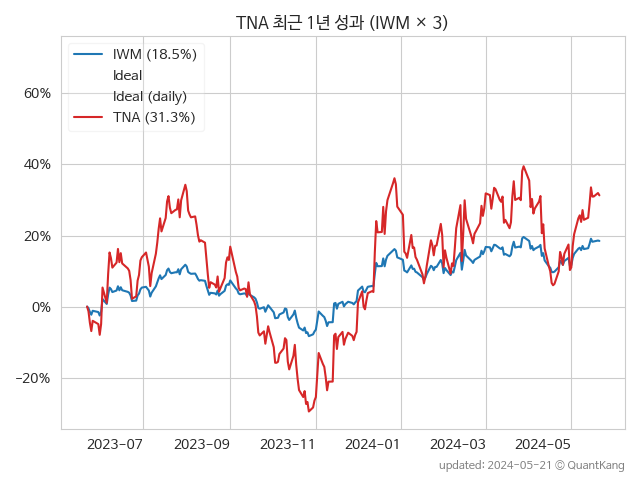 TNA 최근 1년 성과 (IWM × 3)
IWM (18.5%)
Ideal
Ideal (daily)
TNA (31.3%)
60%
40%
20%
0%
−20%
2023-07 2023-09 2023-11 2024-01 2024-03 2024-05
updated: 2024-05-21 © QuantKang